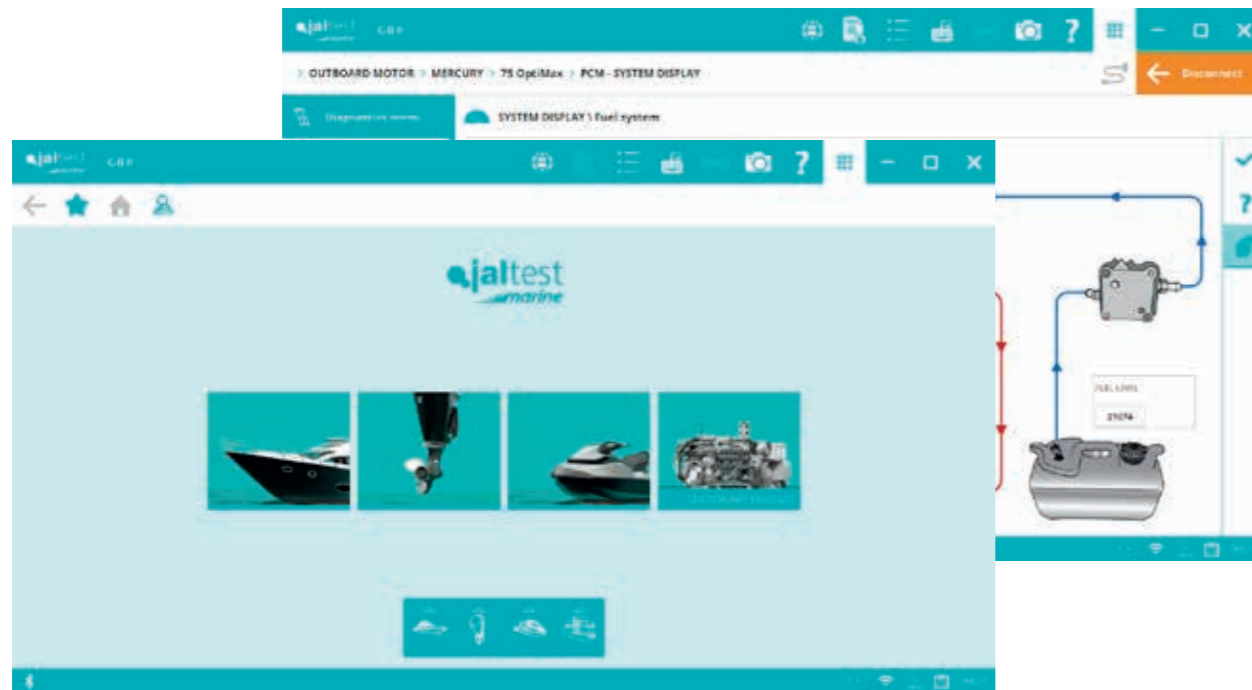 jaltest
GBP
> OUTBOARD MOTOR > MERCURY > 75 OptiMax > PCM - SYSTEM DISPLAY
Disconnect
SYSTEM DISPLAY \ Fuel system
jaltest
GBP
jaltest
marine
FUEL LEVEL